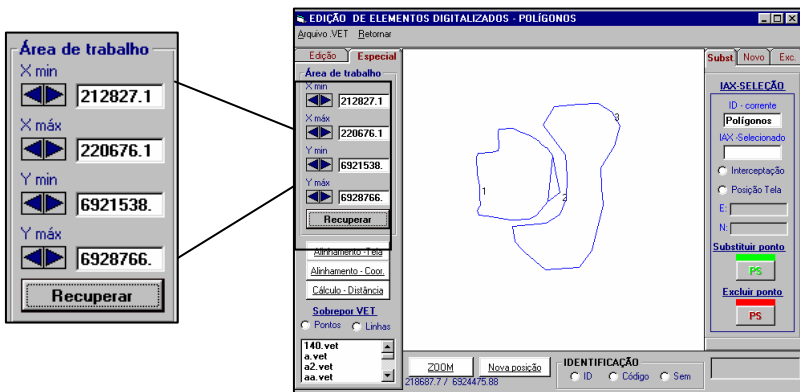 Área de trabalho
X min
212827.1
X máx
220676.1
Y min
6921538.
Y máx
6928766.
Recuperar
EDIÇÃO DE ELEMENTOS DIGITALIZADOS - POLÍGONOS
Arquivo .VET Retornar
Edição Especial
Área de trabalho
X min
212827.1
X máx
220676.1
Y min
6921538.
Y máx
6928766.
Recuperar
Alinhamento -Tela
Alinhamento - Coor.
Cálculo - Distância
Sobrepor VET
Pontos Linhas
140.vet
a.vet
a2.vet
aa.vet
1
2
3
ZOOM Nova posição
218687.7 / 6924475.88
IDENTIFICAÇÃO
ID Código Sem
Subst Novo Exc.
IAX-SELEÇÃO
ID - corrente
Polígonos
IAX -Selecionado
Interceptação
Posição Tela
E:
N:
Substituir ponto
PS
Excluir ponto
PS